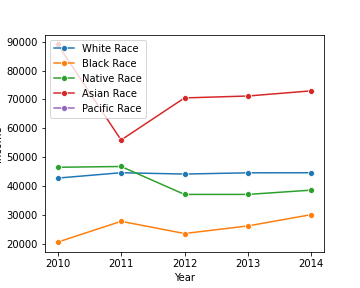 90000
80000
70000
60000
50000
40000
30000
20000
White Race
Black Race
Native Race
Asian Race
Pacific Race
2010 2011 2012 2013 2014
Year